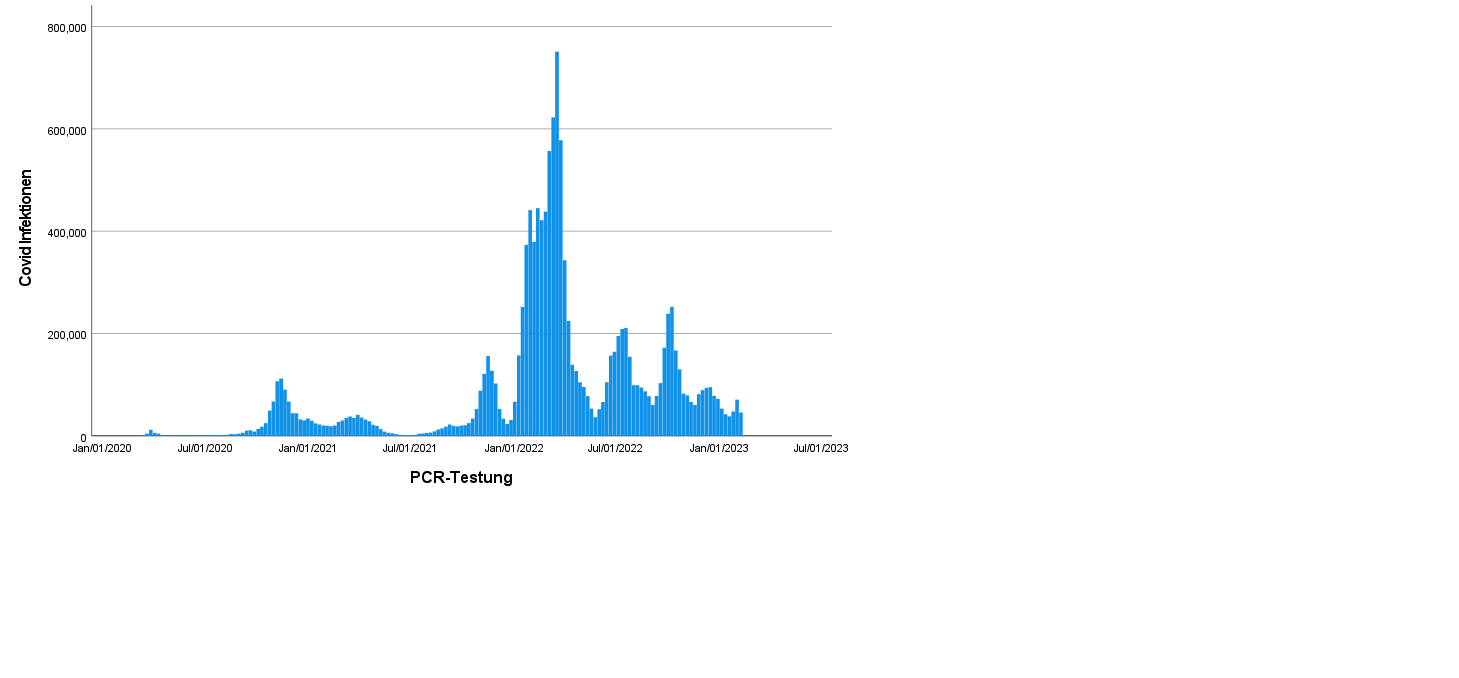 800,000
600,000
400,000
200,000
0
Covid Infektionen
Jan/01/2020 Jul/01/2020 Jan/01/2021 Jul/01/2021 Jan/01/2022 Jul/01/2022 Jan/01/2023 Jul/01/2023
PCR-Testung